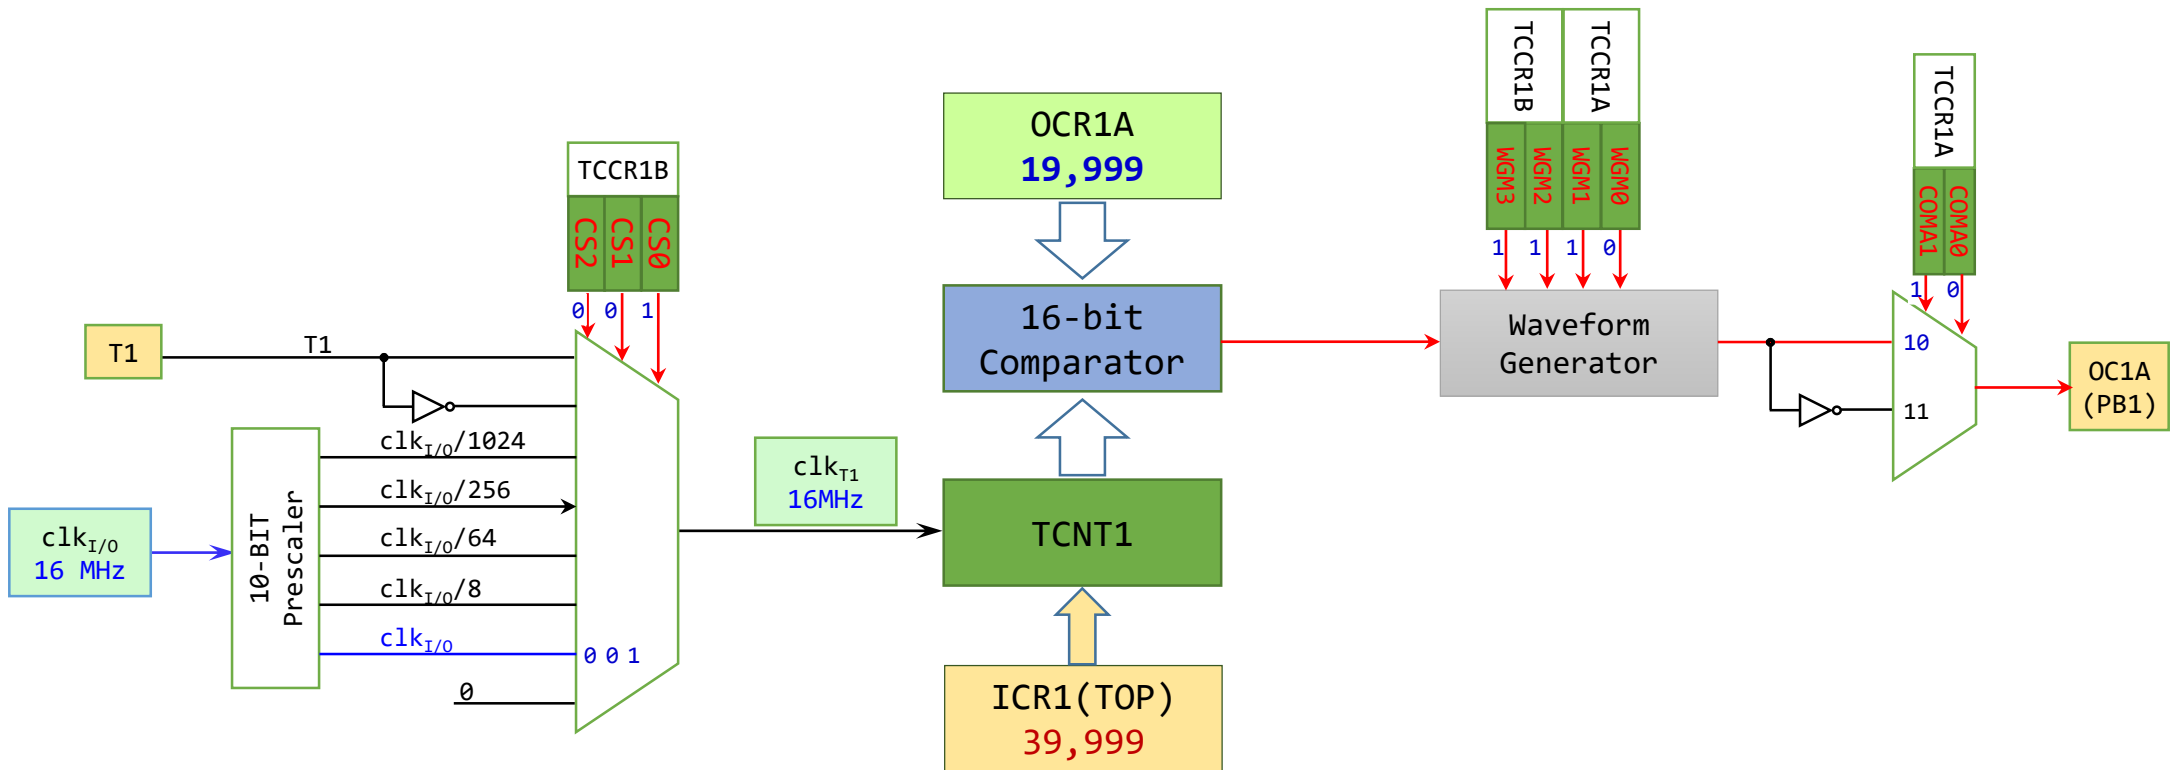 TCCR1B
CS2
CS1
CS0
0
0
1
T1
T1
clkI/O/1024
clkI/O/256
clkI/O/64
clkI/O/8
clkI/O
0 0 1
0
clkI/O
16 MHz
10-BIT
Prescaler
clkT1
16MHz
OCR1A
19,999
16-bit
Comparator
TCNT1
ICR1(TOP)
39,999
TCCR1B
TCCR1A
WGM3
WGM2
WGM1
WGM0
1
1
1
0
Waveform
Generator
TCCR1A
COMA1
COMA0
1
0
10
11
OC1A
(PB1)